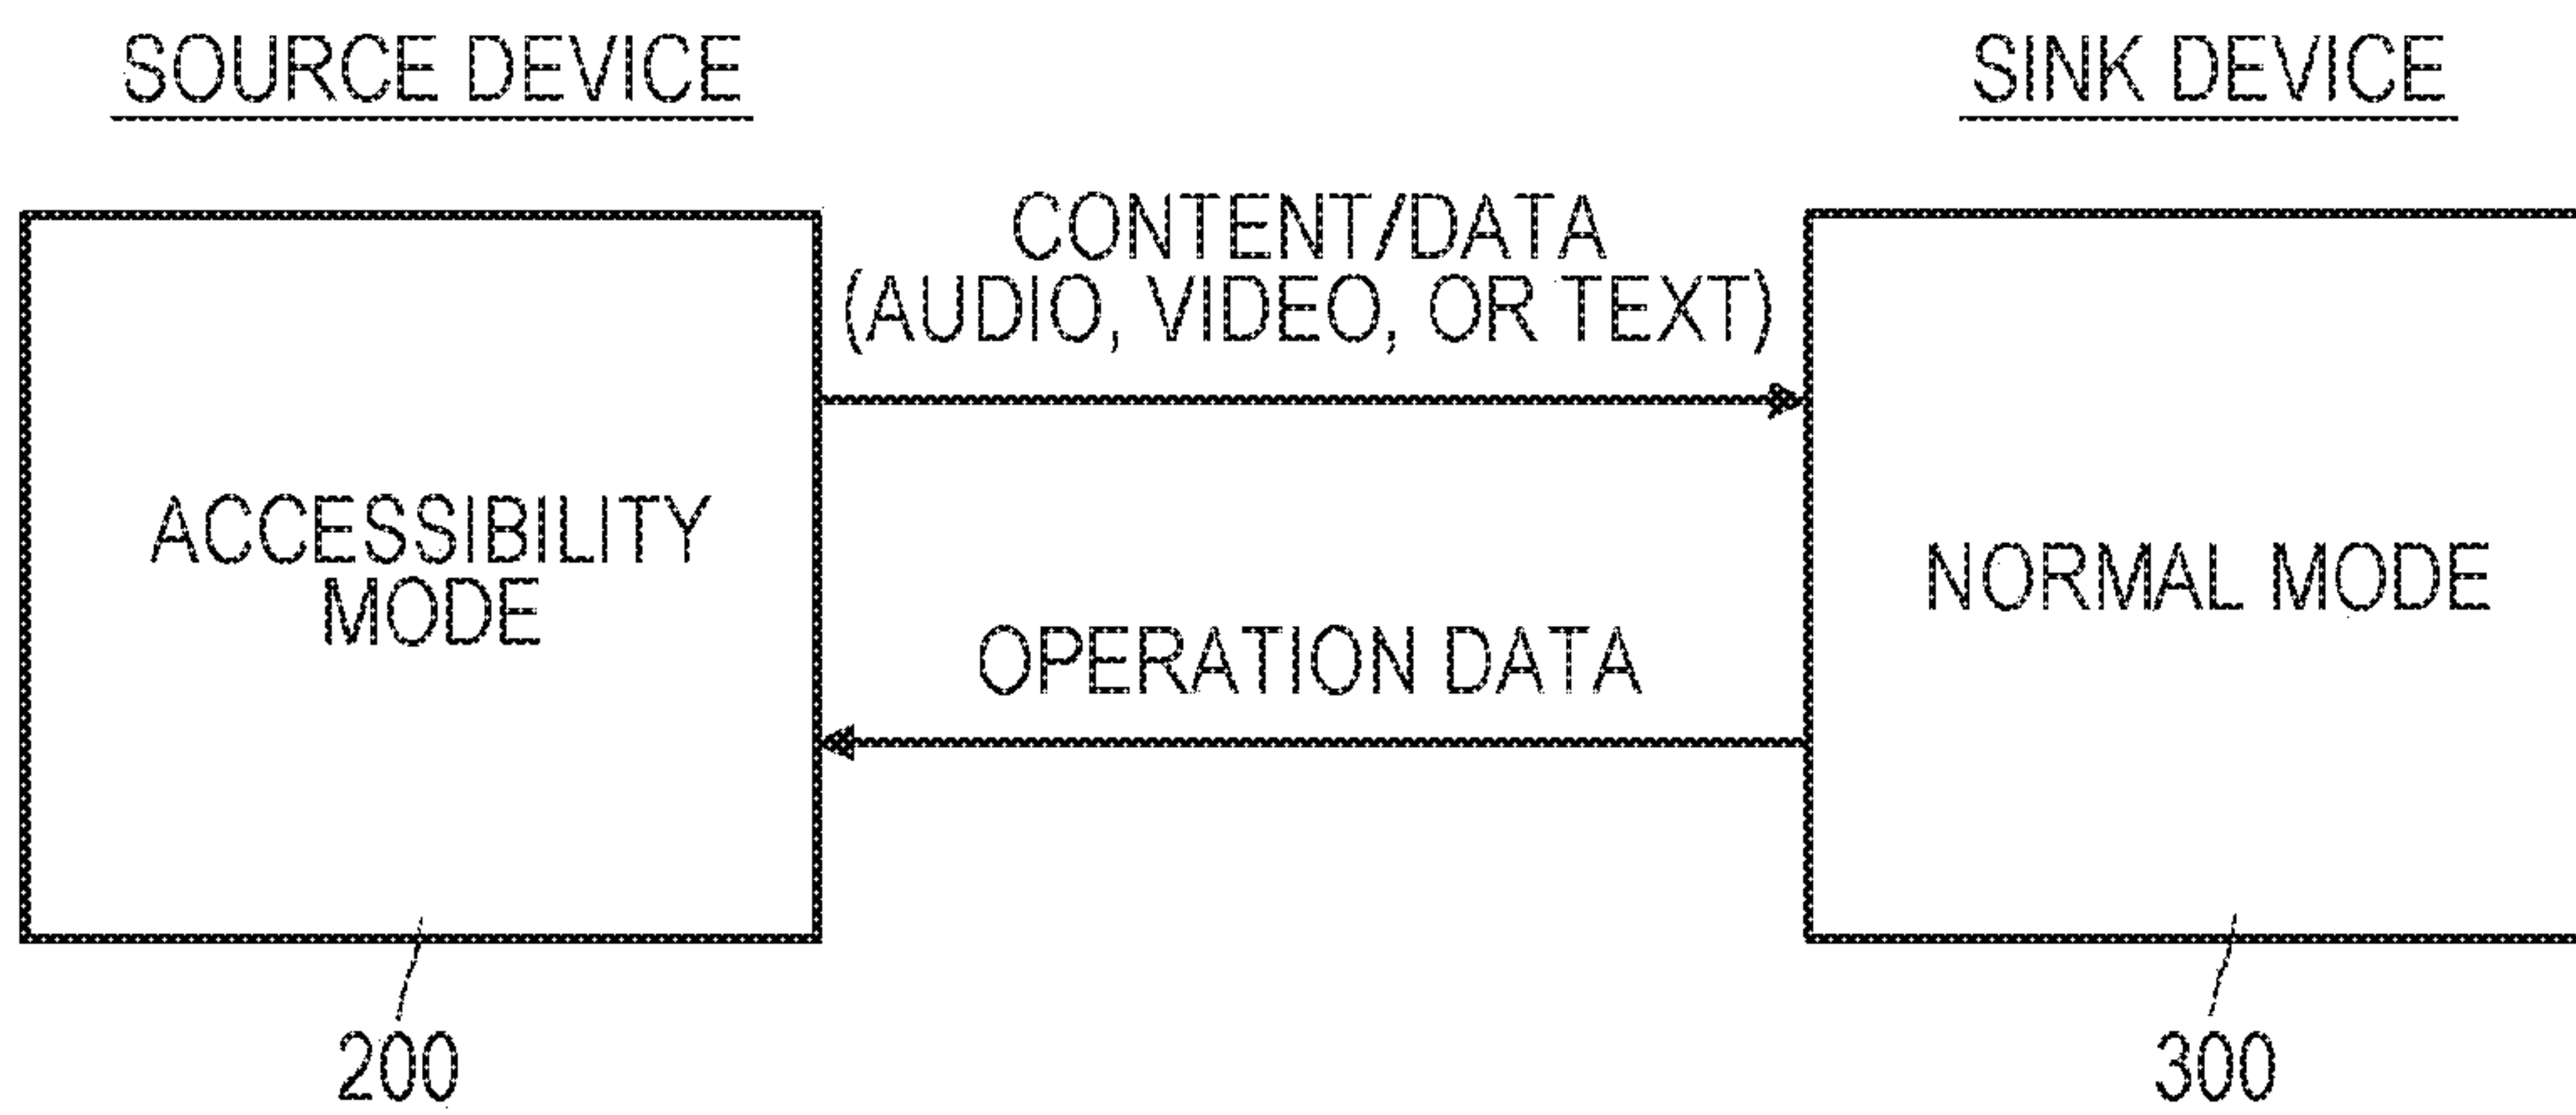 SOURCE DEVICE
SINK DEVICE
CONTENT/DATA
(AUDIO, VIDEO, OR TEXT)
ACCESSIBILITY
MODE
NORMAL MODE
OPERATION DATA
200
300